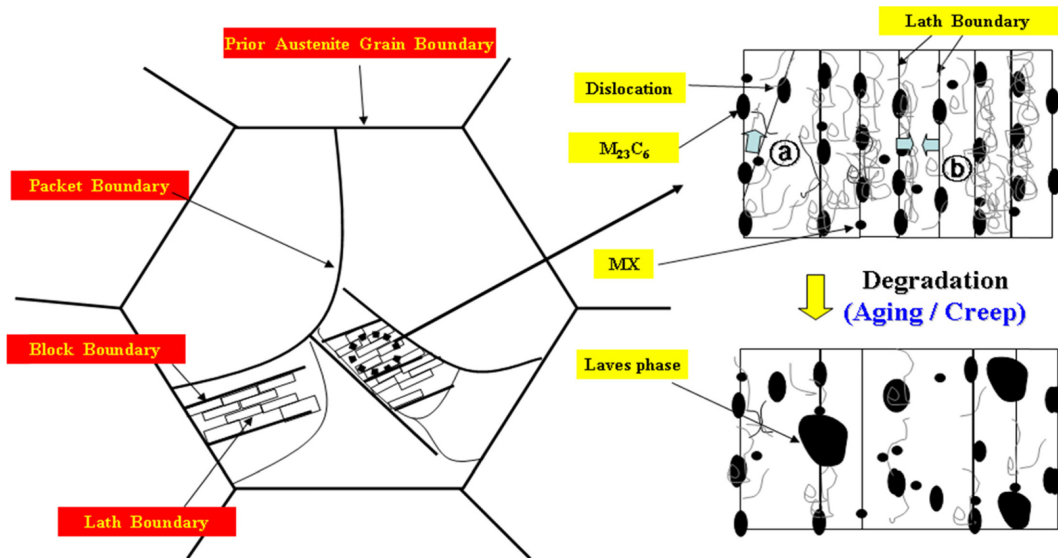 Prior Austenite Grain Boundary
Packet Boundary
Block Boundary
Lath Boundary
Lath Boundary
Dislocation
M₂₃C₆
a
b
MX
Degradation
(Aging / Creep)
Laves phase